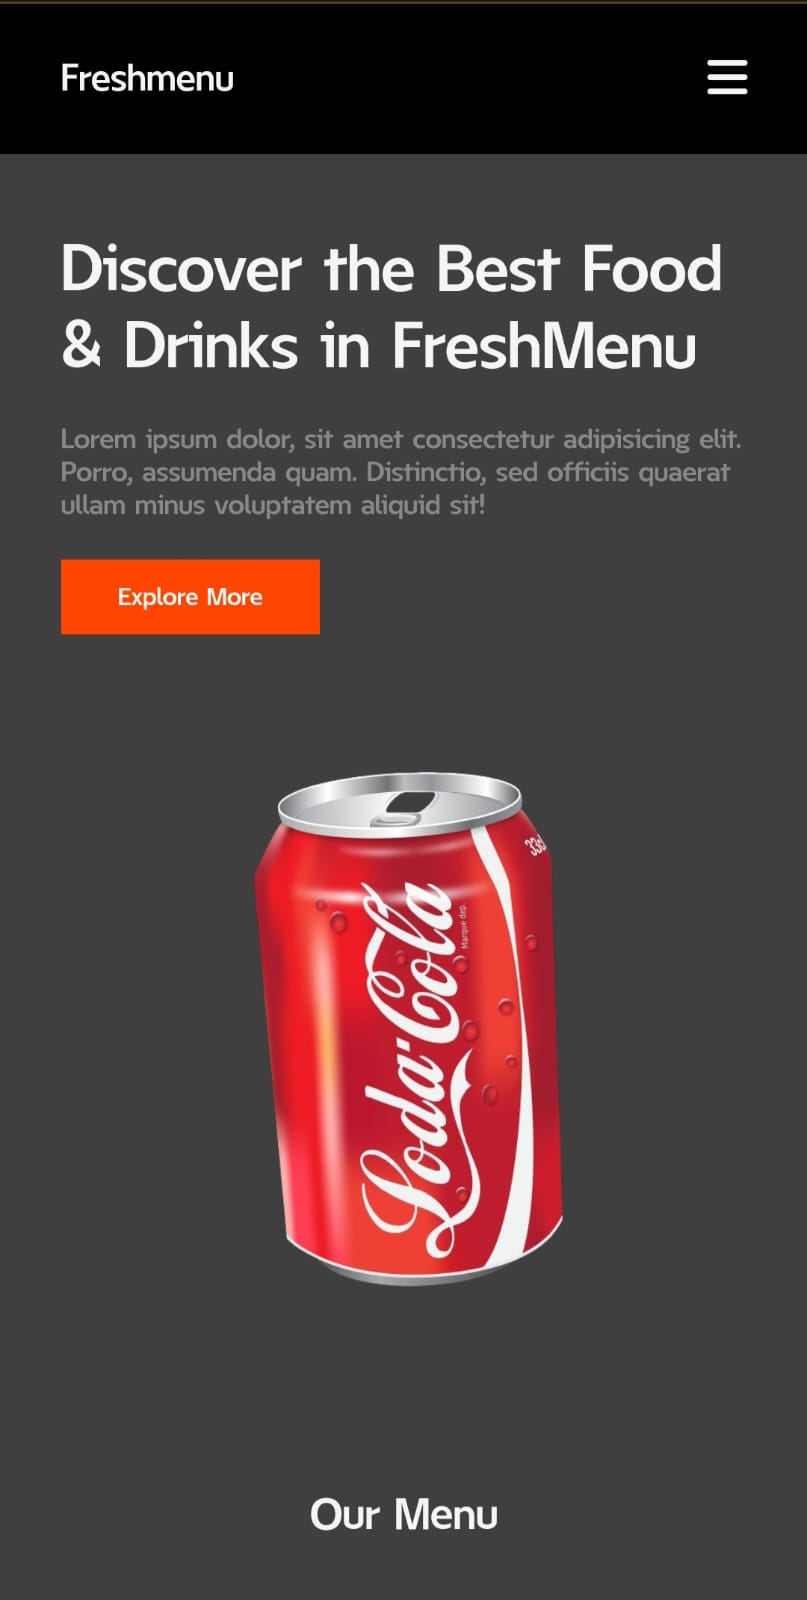 Freshmenu
Discover the Best Food
& Drinks in FreshMenu
Lorem ipsum dolor, sit amet consectetur adipisicing elit.
Porro, assumenda quam. Distinctio, sed officiis quaerat
ullam minus voluptatem aliquid sit!
Explore More
33cl
Loda-Cola
Marque dep.
Our Menu